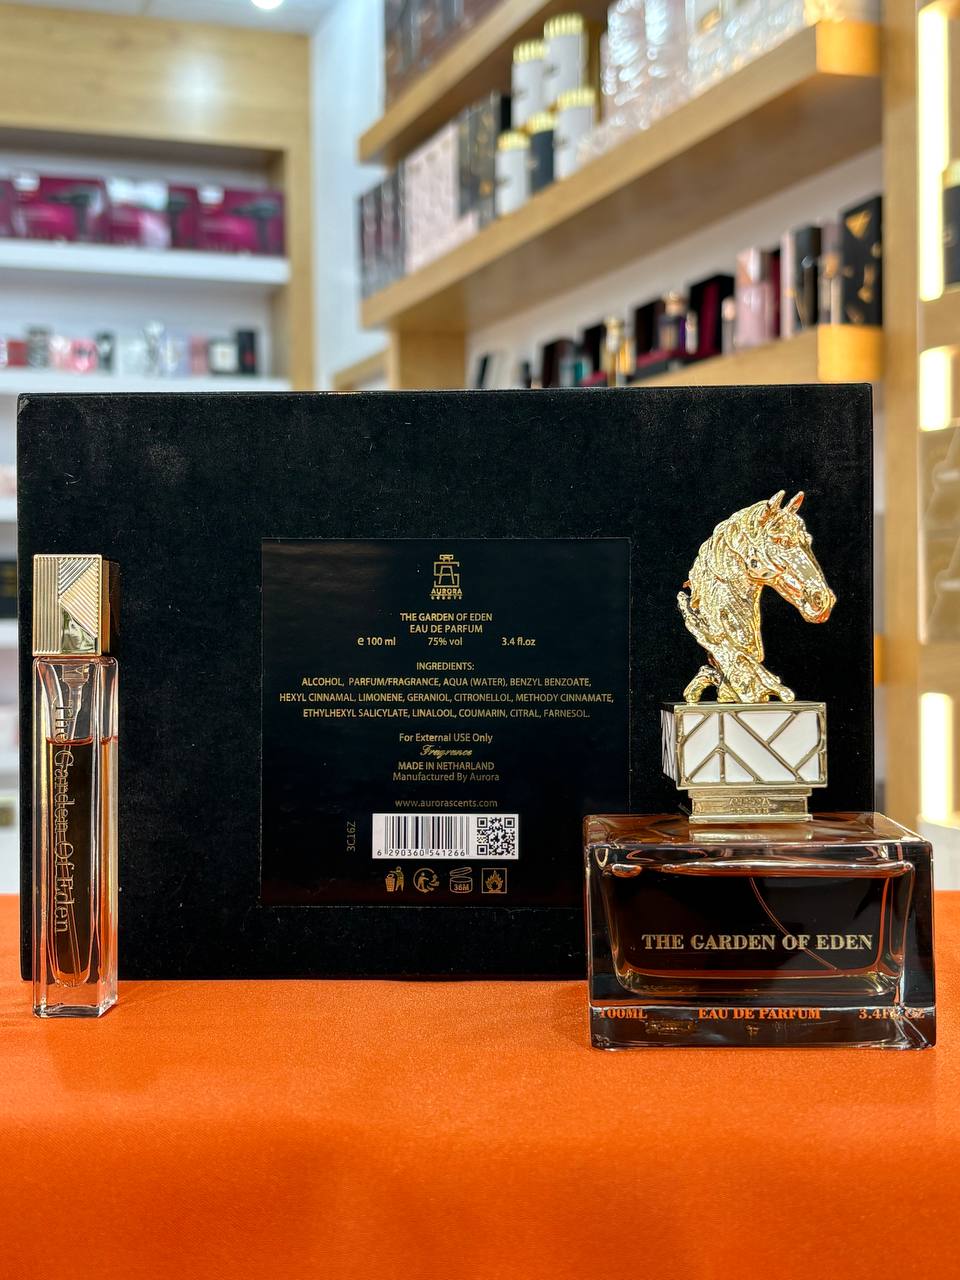 AURORA
SCENTS
THE GARDEN OF EDEN
EAU DE PARFUM
e 100 ml 75% vol 3.4 fl.oz
INGREDIENTS:
ALCOHOL, PARFUM/FRAGRANCE, AQUA (WATER), BENZYL BENZOATE,
HEXYL CINNAMAL, LIMONENE, GERANIOL, CITRONELLOL, METHODY CINNAMATE,
ETHYLHEXYL SALICYLATE, LINALOOL, COUMARIN, CITRAL, FARNESOL.
For External USE Only
Fragrance
MADE IN NETHARLAND
Manufactured By Aurora
www.aurorascents.com
3C16Z
6 290360 541266
36M
The Garden Of Eden
THE GARDEN OF EDEN
100ML EAU DE PARFUM 3.4FL.OZ